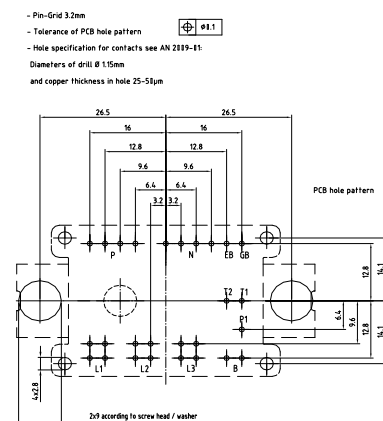 - Pin-Grid 3.2mm
- Tolerance of PCB hole pattern ⌀0.1
- Hole specification for contacts see AN 2009-01:
Diameters of drill Ø 1.15mm
and copper thickness in hole 25-50µm
26.5 26.5
16 16
12.8 12.8
9.6 9.6
6.4 6.4
3.2 3.2
PCB hole pattern
P N EB GB
12.8 14.1
T2 T1
P1
6.4 9.6 12.8 14.1
L1 L2 L3 B
4x2.8
2x9 according to screw head / washer